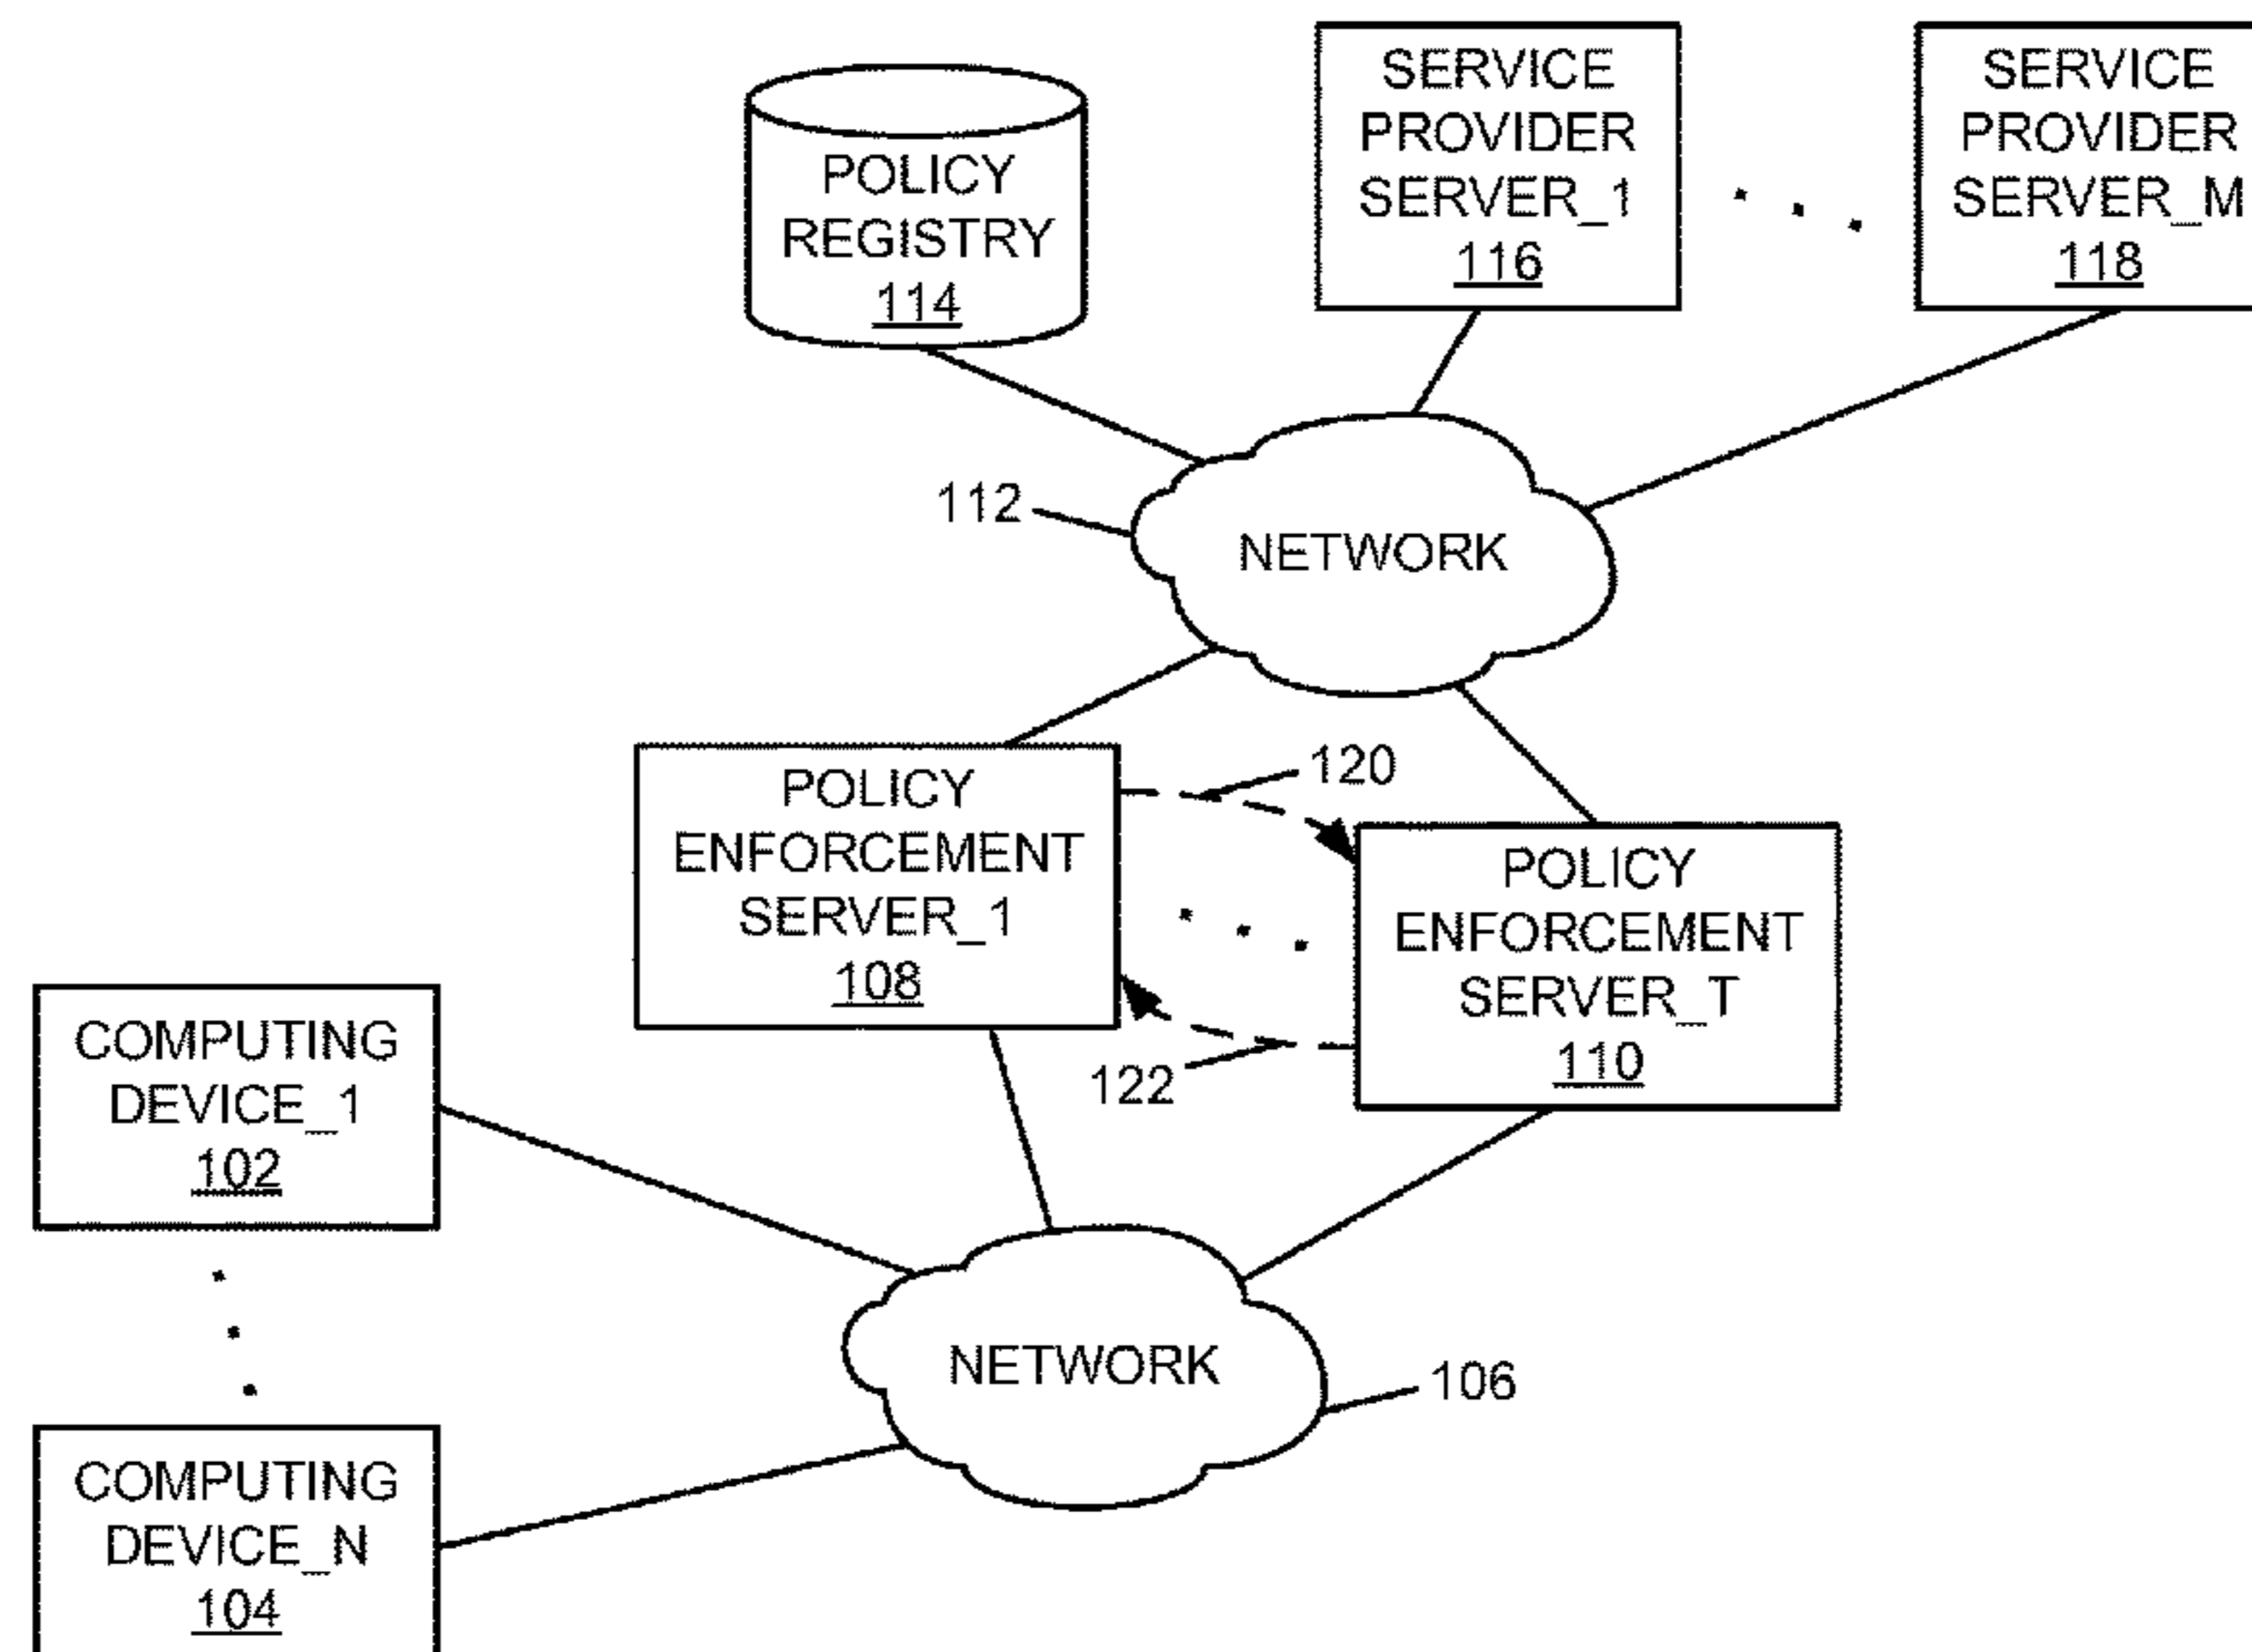 POLICY
REGISTRY
114
SERVICE
PROVIDER
SERVER_1
116
SERVICE
PROVIDER
SERVER_M
118
112
NETWORK
POLICY
ENFORCEMENT
SERVER_1
108
120
POLICY
ENFORCEMENT
SERVER_T
110
122
COMPUTING
DEVICE_1
102
NETWORK
106
COMPUTING
DEVICE_N
104